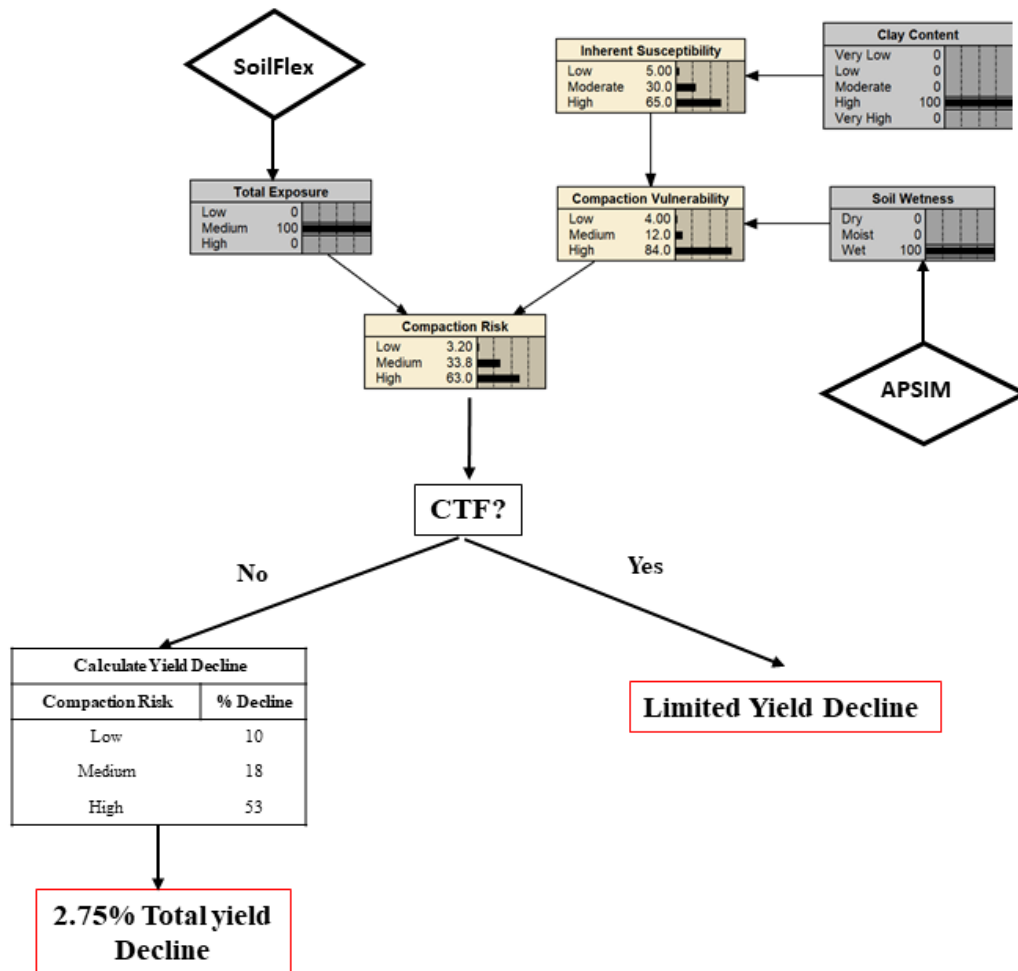 SoilFlex
Inherent Susceptibility
Low 5.00
Moderate 30.0
High 65.0
Clay Content
Very Low 0
Low 0
Moderate 0
High 100
Very High 0
Total Exposure
Low 0
Medium 100
High 0
Compaction Vulnerability
Low 4.00
Medium 12.0
High 84.0
Soil Wetness
Dry 0
Moist 0
Wet 100
Compaction Risk
Low 3.20
Medium 33.8
High 63.0
APSIM
CTF?
No
Yes
Calculate Yield Decline
Compaction Risk % Decline
Low 10
Medium 18
High 53
Limited Yield Decline
2.75% Total yield
Decline